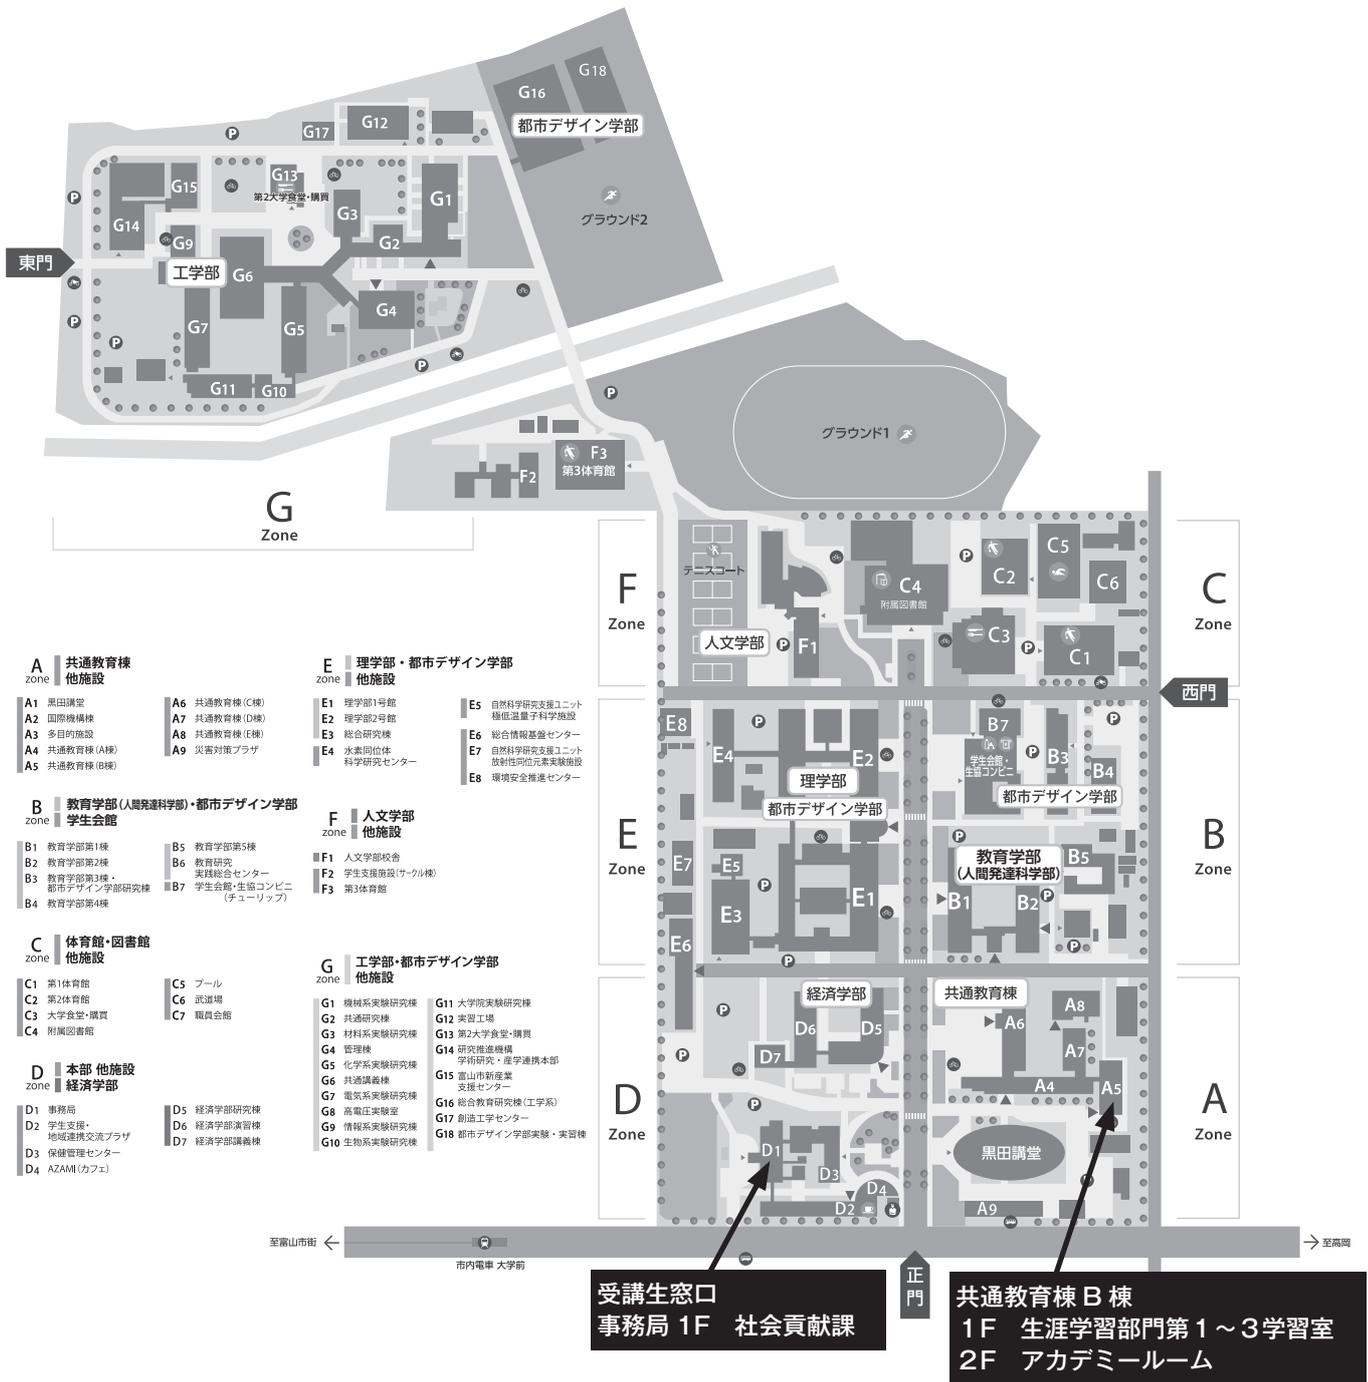 G16
G18
都市デザイン学部
グラウンド2
G17
G12
P
G15
G13
第2大学食堂・購買
G14
G3
G1
G9
G2
東門
工学部
G6
G4
G7
G5
G11
G10
グラウンド1
F3
第3体育館
F2
G
Zone
F
Zone
テニスコート
人文学部
F1
C4
附属図書館
C2
C5
C6
C3
C1
C
Zone
西門
E8
E4
E2
理学部
都市デザイン学部
B7
学生会館・
生協コンビニ
B3
B4
都市デザイン学部
E
Zone
E7
E5
E3
E1
E6
教育学部
(人間発達科学部)
B5
B1
B2
B
Zone
経済学部
D6
D5
D7
共通教育棟
A8
A6
A7
A4
A5
D
Zone
D1
D3
D4
D2
黒田講堂
A9
A
Zone
A
zone
共通教育棟
他施設
A1 黒田講堂
A2 国際機構棟
A3 多目的施設
A4 共通教育棟(A棟)
A5 共通教育棟(B棟)
A6 共通教育棟(C棟)
A7 共通教育棟(D棟)
A8 共通教育棟(E棟)
A9 災害対策プラザ
B
zone
教育学部(人間発達科学部)・都市デザイン学部
学生会館
B1 教育学部第1棟
B2 教育学部第2棟
B3 教育学部第3棟・
都市デザイン学部研究棟
B4 教育学部第4棟
B5 教育学部第5棟
B6 教育研究
実践総合センター
B7 学生会館・生協コンビニ
(チューリップ)
C
zone
体育館・図書館
他施設
C1 第1体育館
C2 第2体育館
C3 大学食堂・購買
C4 附属図書館
C5 プール
C6 武道場
C7 職員会館
D
zone
本部 他施設
経済学部
D1 事務局
D2 学生支援・
地域連携交流プラザ
D3 保健管理センター
D4 AZAMI(カフェ)
D5 経済学部研究棟
D6 経済学部演習棟
D7 経済学部講義棟
E
zone
理学部・都市デザイン学部
他施設
E1 理学部1号館
E2 理学部2号館
E3 総合研究棟
E4 水素同位体
科学研究センター
E5 自然科学研究支援ユニット
極低温量子科学施設
E6 総合情報基盤センター
E7 自然科学研究支援ユニット
放射性同位元素実験施設
E8 環境安全推進センター
F
zone
人文学部
他施設
F1 人文学部校舎
F2 学生支援施設(サークル棟)
F3 第3体育館
G
zone
工学部・都市デザイン学部
他施設
G1 機械系実験研究棟
G2 共通研究棟
G3 材料系実験研究棟
G4 管理棟
G5 化学系実験研究棟
G6 共通講義棟
G7 電気系実験研究棟
G8 高電圧実験室
G9 情報系実験研究棟
G10 生物系実験研究棟
G11 大学院実験研究棟
G12 実習工場
G13 第2大学食堂・購買
G14 研究推進機構
学術研究・産学連携本部
G15 富山市新産業
支援センター
G16 総合教育研究棟(工学系)
G17 創造工学センター
G18 都市デザイン学部実験・実習棟
至富山市街
市内電車 大学前
至高岡
正門
受講生窓口
事務局 1F 社会貢献課
共通教育棟 B 棟
1F 生涯学習部門第1~3学習室
2F アカデミールーム